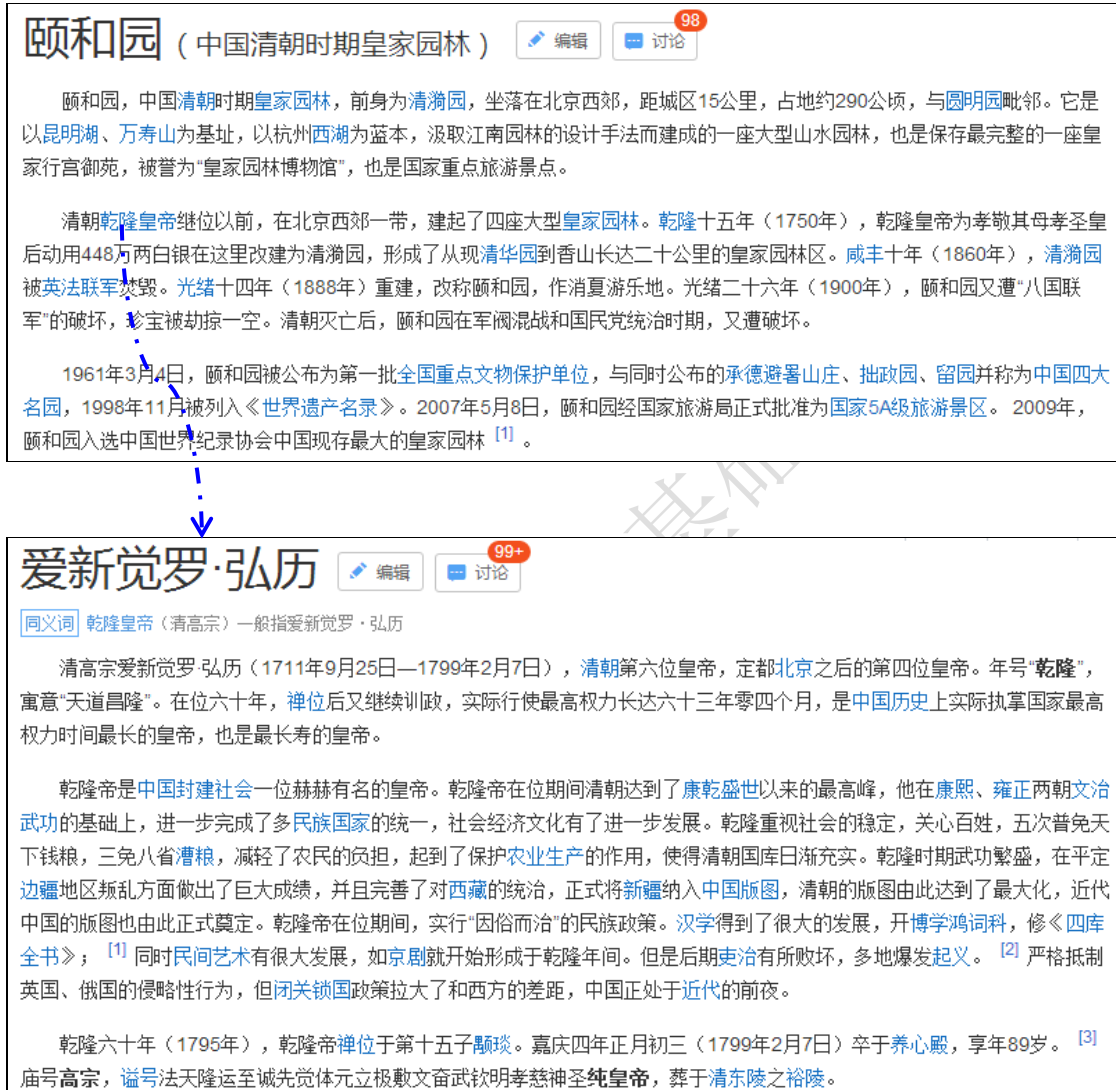 颐和园（中国清朝时期皇家园林） 编辑 讨论 98
颐和园，中国清朝时期皇家园林，前身为清漪园，坐落在北京西郊，距城区15公里，占地约290公顷，与圆明园毗邻。它是
以昆明湖、万寿山为基址，以杭州西湖为蓝本，汲取江南园林的设计手法而建成的一座大型山水园林，也是保存最完整的一座皇
家行宫御苑，被誉为“皇家园林博物馆”，也是国家重点旅游景点。
清朝乾隆皇帝继位以前，在北京西郊一带，建起了四座大型皇家园林。乾隆十五年（1750年），乾隆皇帝为孝敬其母孝圣皇
后动用448万两白银在这里改建为清漪园，形成了从现清华园到香山长达二十公里的皇家园林区。咸丰十年（1860年），清漪园
被英法联军焚毁。光绪十四年（1888年）重建，改称颐和园，作消夏游乐地。光绪二十六年（1900年），颐和园又遭“八国联
军”的破坏，珍宝被劫掠一空。清朝灭亡后，颐和园在军阀混战和国民党统治时期，又遭破坏。
1961年3月4日，颐和园被公布为第一批全国重点文物保护单位，与同时公布的承德避暑山庄、拙政园、留园并称为中国四大
名园，1998年11月被列入《世界遗产名录》。2007年5月8日，颐和园经国家旅游局正式批准为国家5A级旅游景区。 2009年，
颐和园入选中国世界纪录协会中国现存最大的皇家园林 [1] 。
基础
爱新觉罗·弘历 编辑 讨论 99+
同义词 乾隆皇帝（清高宗）一般指爱新觉罗·弘历
清高宗爱新觉罗·弘历（1711年9月25日—1799年2月7日），清朝第六位皇帝，定都北京之后的第四位皇帝。年号“乾隆”，
寓意“天道昌隆”。在位六十年，禅位后又继续训政，实际行使最高权力长达六十三年零四个月，是中国历史上实际执掌国家最高
权力时间最长的皇帝，也是最长寿的皇帝。
乾隆帝是中国封建社会一位赫赫有名的皇帝。乾隆帝在位期间清朝达到了康乾盛世以来的最高峰，他在康熙、雍正两朝文治
武功的基础上，进一步完成了多民族国家的统一，社会经济文化有了进一步发展。乾隆重视社会的稳定，关心百姓，五次普免天
下钱粮，三免八省漕粮，减轻了农民的负担，起到了保护农业生产的作用，使得清朝国库日渐充实。乾隆时期武功繁盛，在平定
边疆地区叛乱方面做出了巨大成绩，并且完善了对西藏的统治，正式将新疆纳入中国版图，清朝的版图由此达到了最大化，近代
中国的版图也由此正式奠定。乾隆帝在位期间，实行“因俗而治”的民族政策。汉学得到了很大的发展，开博学鸿词科，修《四库
全书》； [1] 同时民间艺术有很大发展，如京剧就开始形成于乾隆年间。但是后期吏治有所败坏，多地爆发起义。 [2] 严格抵制
英国、俄国的侵略性行为，但闭关锁国政策拉大了和西方的差距，中国正处于近代的前夜。
乾隆六十年（1795年），乾隆帝禅位于第十五子颙琰。嘉庆四年正月初三（1799年2月7日）卒于养心殿，享年89岁。 [3]
庙号高宗，谥号法天隆运至诚先觉体元立极敷文奋武钦明孝慈神圣纯皇帝，葬于清东陵之裕陵。